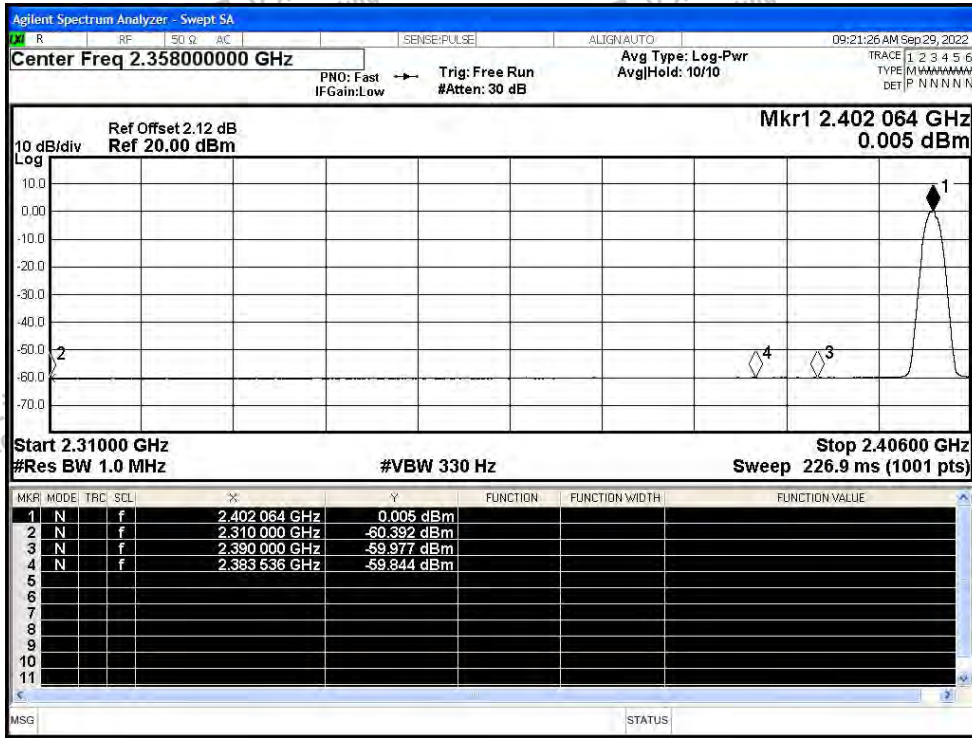 Agilent Spectrum Analyzer - Swept SA
R RF 50 Ω AC SENSE:PULSE ALIGN AUTO 09:21:26 AM Sep 29, 2022
Center Freq 2.358000000 GHz
PNO: Fast
IFGain:Low
Trig: Free Run
#Atten: 30 dB
Avg Type: Log-Pwr
Avg|Hold: 10/10
TRACE 1 2 3 4 5 6
TYPE M WWWWW
DET P N N N N N
Mkr1 2.402 064 GHz
0.005 dBm
Ref Offset 2.12 dB
10 dB/div Ref 20.00 dBm
Log
10.0
0.00
-10.0
-20.0
-30.0
-40.0
-50.0
-60.0
-70.0
1
2
4
3
Start 2.31000 GHz Stop 2.40600 GHz
#Res BW 1.0 MHz #VBW 330 Hz Sweep 226.9 ms (1001 pts)
MKR MODE TRC SCL X Y FUNCTION FUNCTION WIDTH FUNCTION VALUE
1 N f 2.402 064 GHz 0.005 dBm
2 N f 2.310 000 GHz -60.392 dBm
3 N f 2.390 000 GHz -59.977 dBm
4 N f 2.383 536 GHz -59.844 dBm
5
6
7
8
9
10
11
MSG STATUS